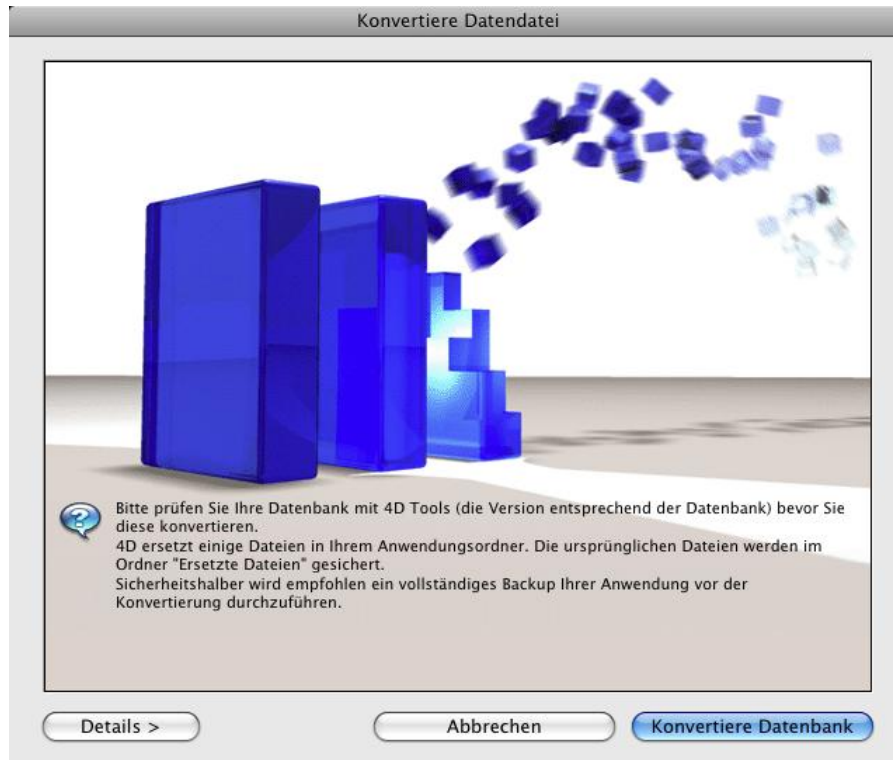 Konvertiere Datendatei
Bitte prüfen Sie Ihre Datenbank mit 4D Tools (die Version entsprechend der Datenbank) bevor Sie
diese konvertieren.
4D ersetzt einige Dateien in Ihrem Anwendungsordner. Die ursprünglichen Dateien werden im
Ordner "Ersetzte Dateien" gesichert.
Sicherheitshalber wird empfohlen ein vollständiges Backup Ihrer Anwendung vor der
Konvertierung durchzuführen.
Details >
Abbrechen
Konvertiere Datenbank